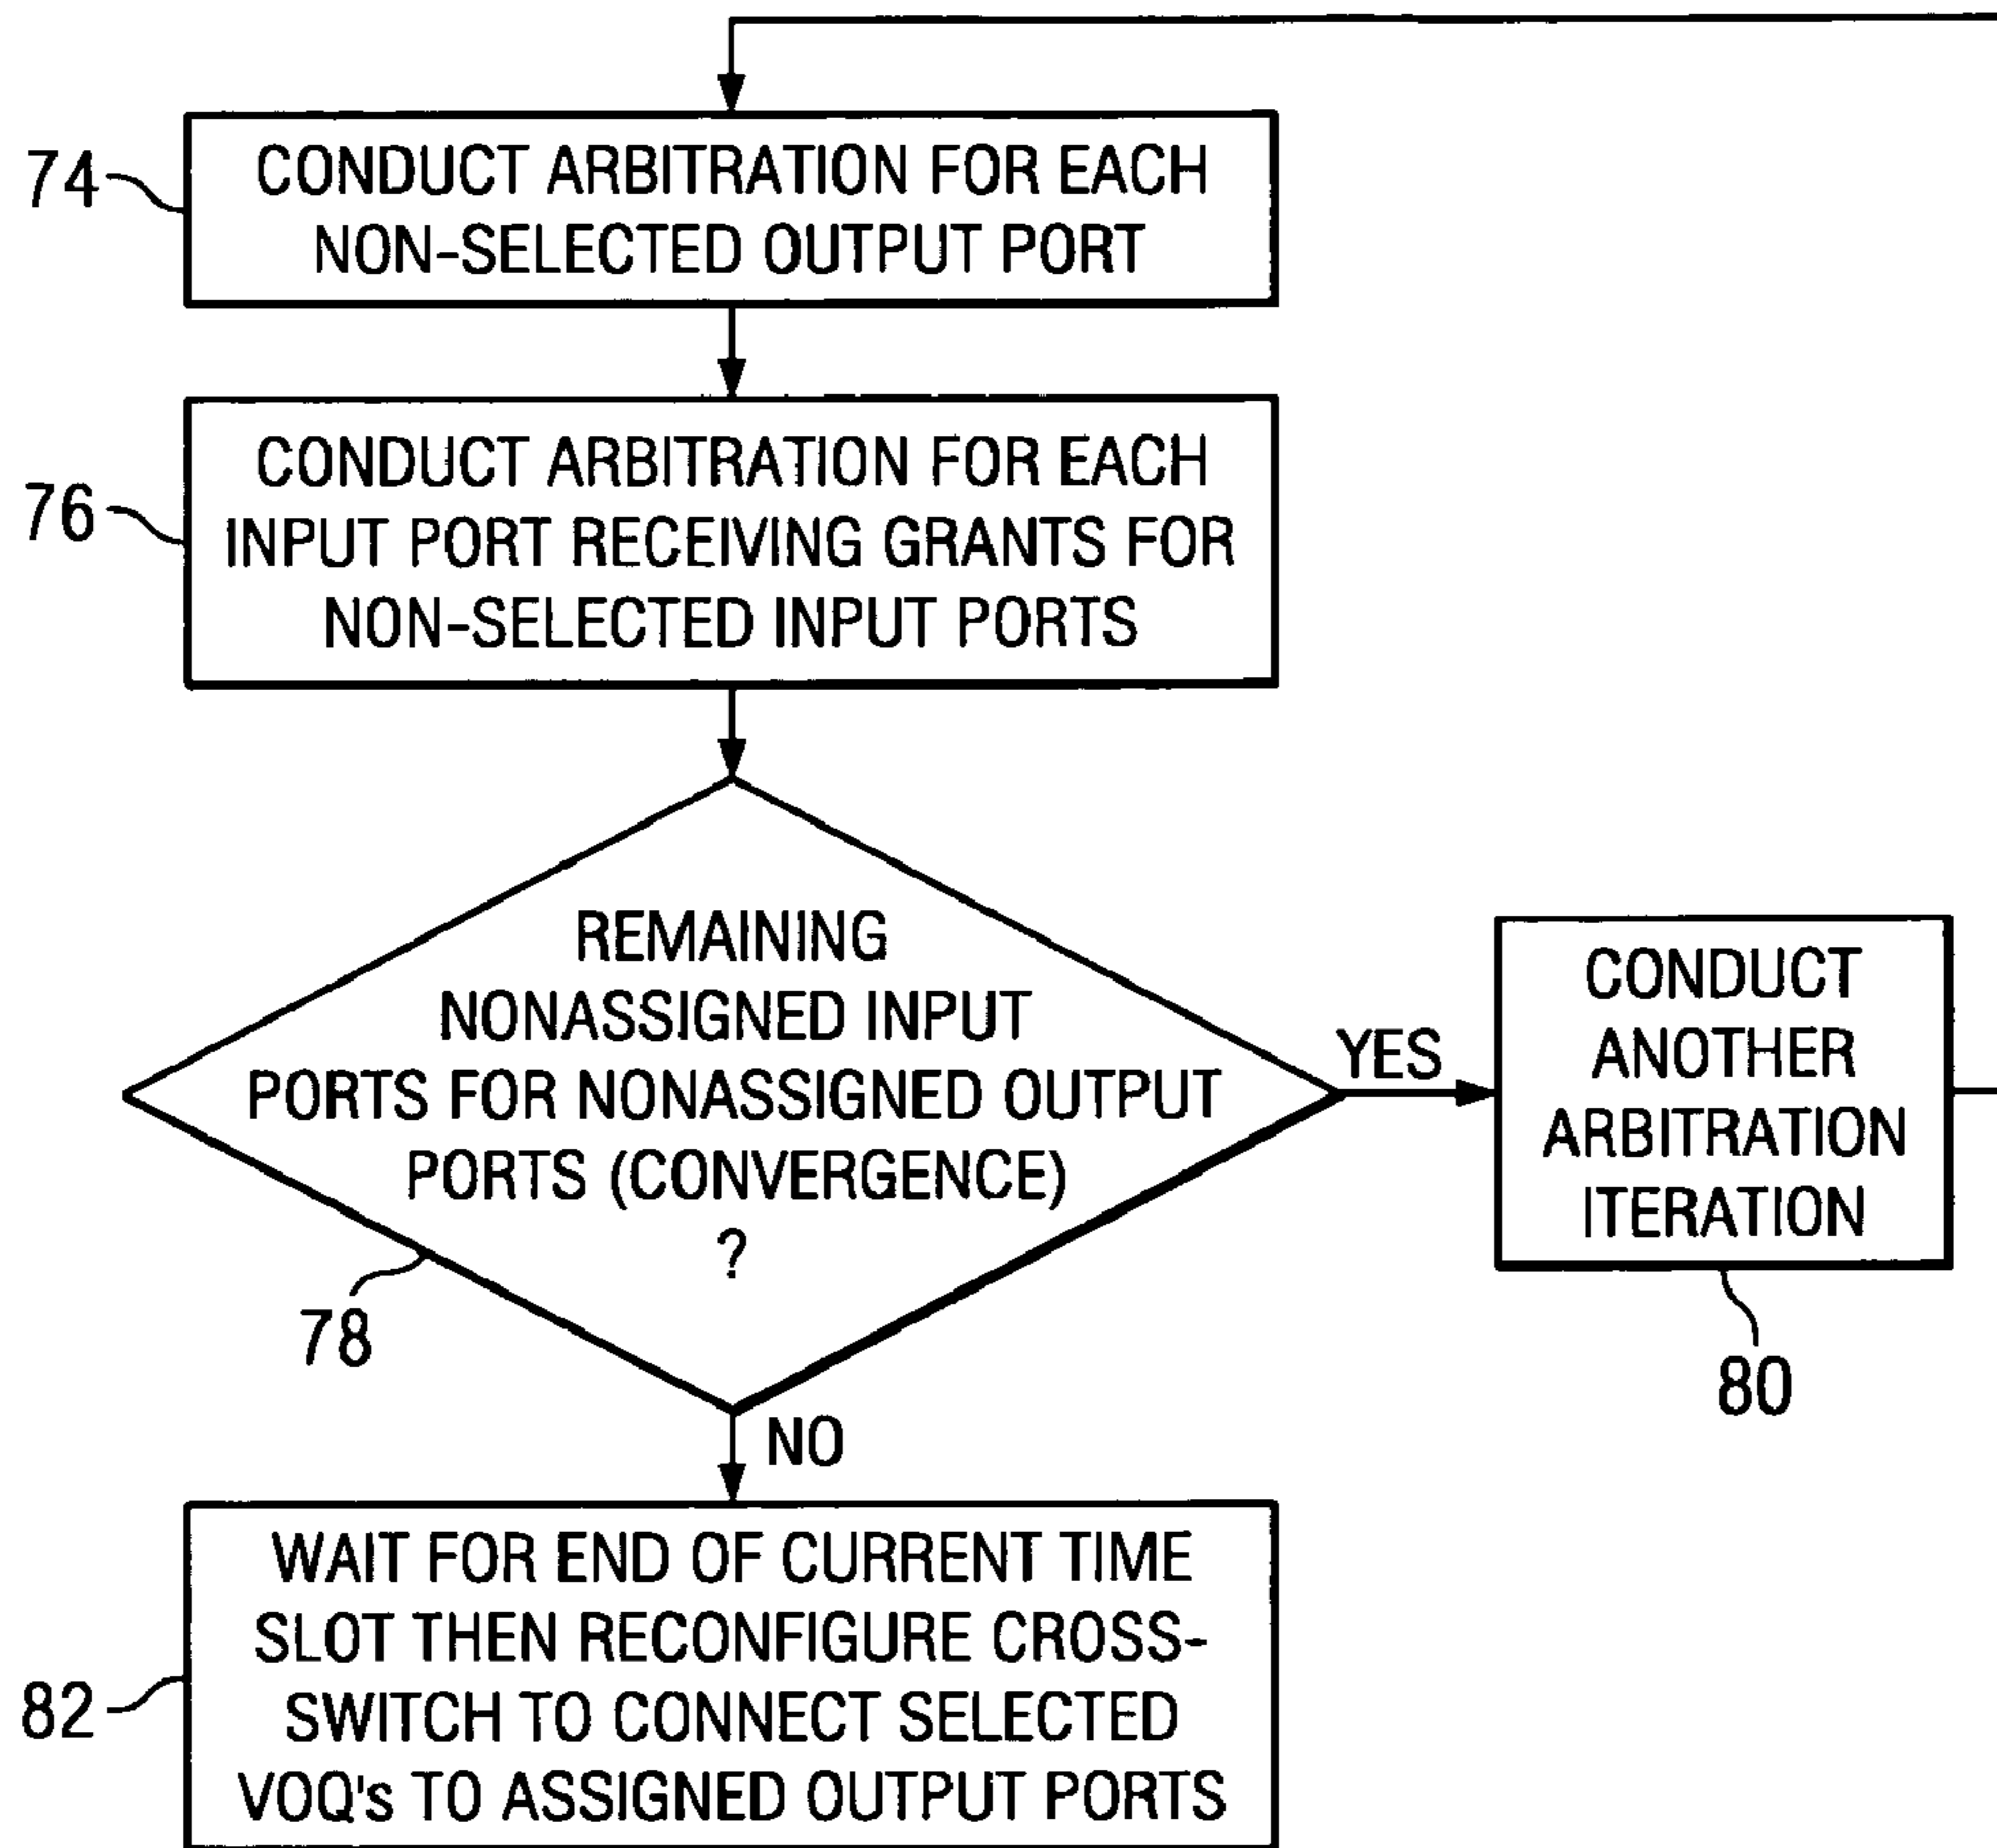 74
CONDUCT ARBITRATION FOR EACH
NON-SELECTED OUTPUT PORT
76
CONDUCT ARBITRATION FOR EACH
INPUT PORT RECEIVING GRANTS FOR
NON-SELECTED INPUT PORTS
REMAINING
NONASSIGNED INPUT
PORTS FOR NONASSIGNED OUTPUT
PORTS (CONVERGENCE)
?
78
YES
CONDUCT
ANOTHER
ARBITRATION
ITERATION
80
NO
82
WAIT FOR END OF CURRENT TIME
SLOT THEN RECONFIGURE CROSS-
SWITCH TO CONNECT SELECTED
VOQ's TO ASSIGNED OUTPUT PORTS